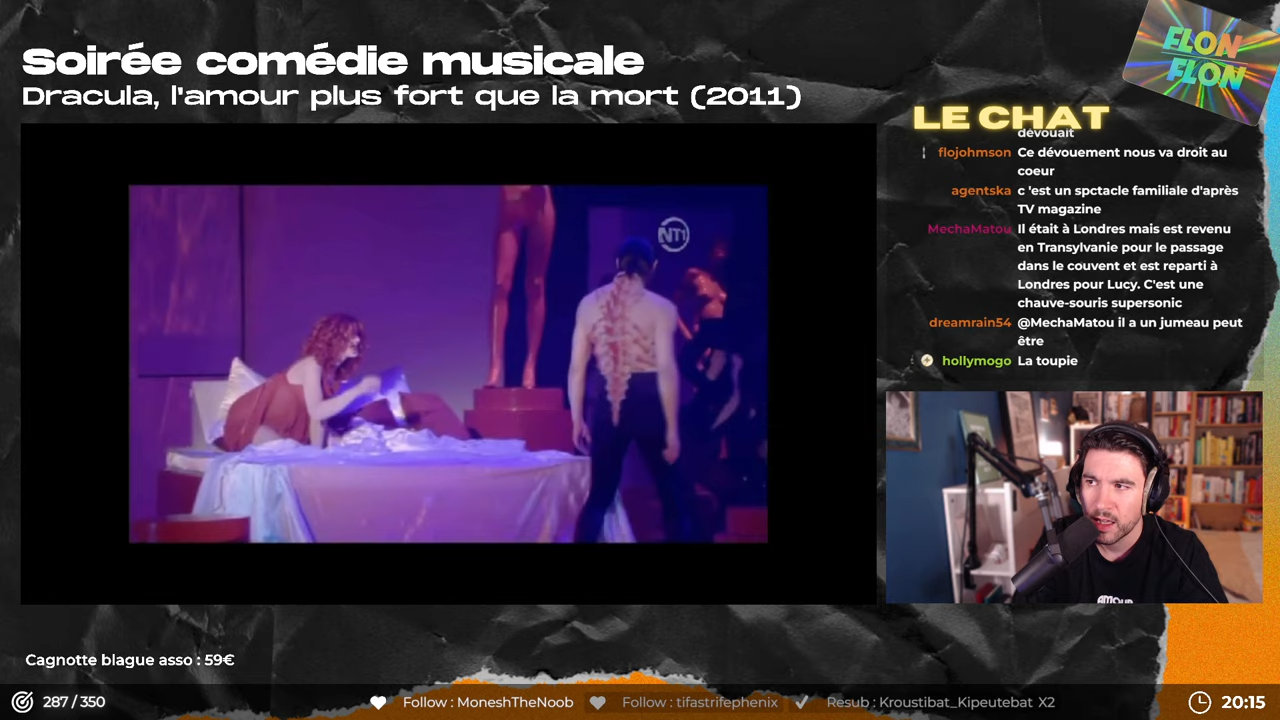 Soirée comédie musicale
Dracula, l'amour plus fort que la mort (2011)
FLON
FLON
LE CHAT
dévouait
flojohmson Ce dévouement nous va droit au
coeur
agentska c 'est un spctacle familiale d'après
TV magazine
MechaMatou Il était à Londres mais est revenu
en Transylvanie pour le passage
dans le couvent et est reparti à
Londres pour Lucy. C'est une
chauve-souris supersonic
dreamrain54 @MechaMatou il a un jumeau peut
être
hollymogo La toupie
NT1
AMOUR
Cagnotte blague asso : 59€
287 / 350
Follow : MoneshTheNoob
Follow : tifastrifephenix
Resub : Kroustibat_Kipeutebat X2
20:15